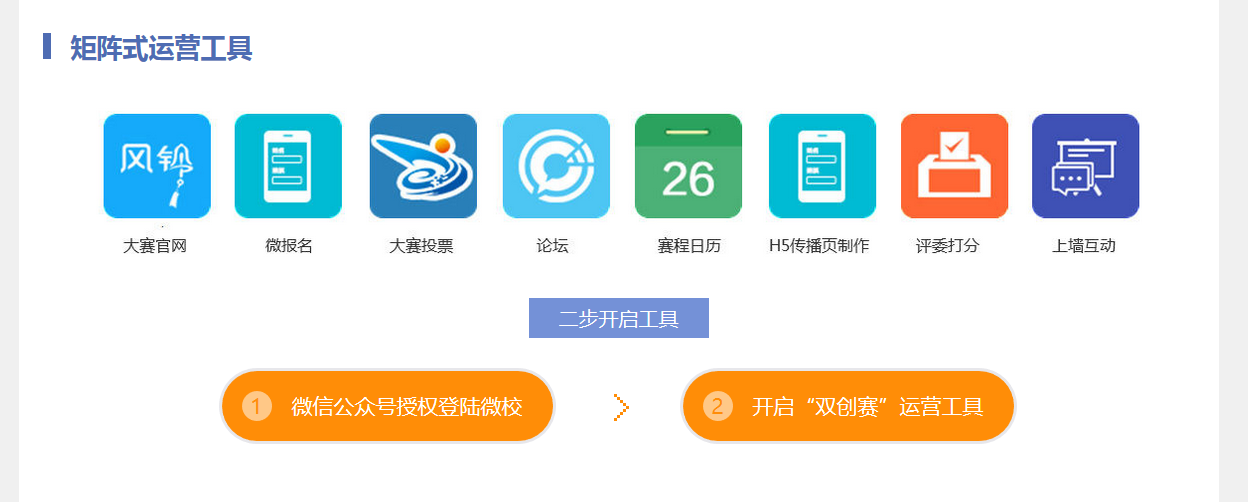 矩阵式运营工具
风铃
26
大赛官网
微报名
大赛投票
论坛
赛程日历
H5传播页制作
评委打分
上墙互动
二步开启工具
1 微信公众号授权登陆微校
2 开启“双创赛”运营工具